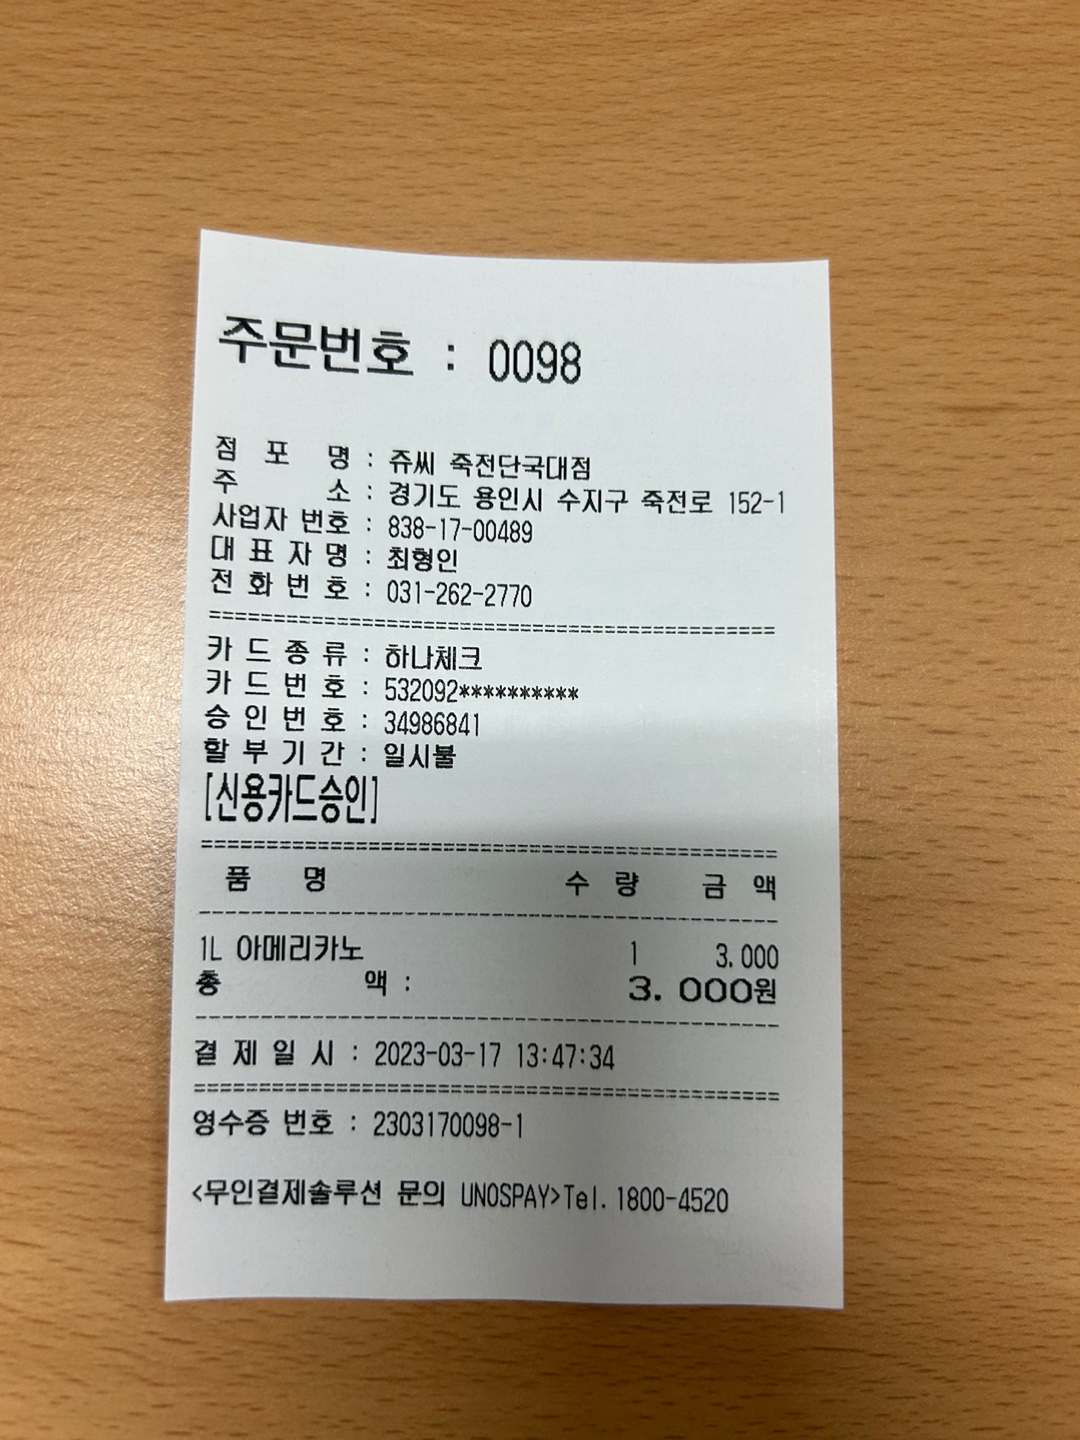 주문번호 : 0098
점 포 명 : 쥬씨 죽전단국대점
주 소 : 경기도 용인시 수지구 죽전로 152-1
사업자 번호 : 838-17-00489
대 표 자 명 : 최형인
전 화 번 호 : 031-262-2770
============================================
카 드 종 류 : 하나체크
카 드 번 호 : 532092**********
승 인 번 호 : 34986841
할 부 기 간 : 일시불
[신용카드승인]
============================================
품 명 수 량 금 액
--------------------------------------------
1L 아메리카노 1 3.000
총 액 : 3. 000원
--------------------------------------------
결 제 일 시 : 2023-03-17 13:47:34
============================================
영수증 번호 : 2303170098-1
<무인결제솔루션 문의 UNOSPAY>Tel. 1800-4520